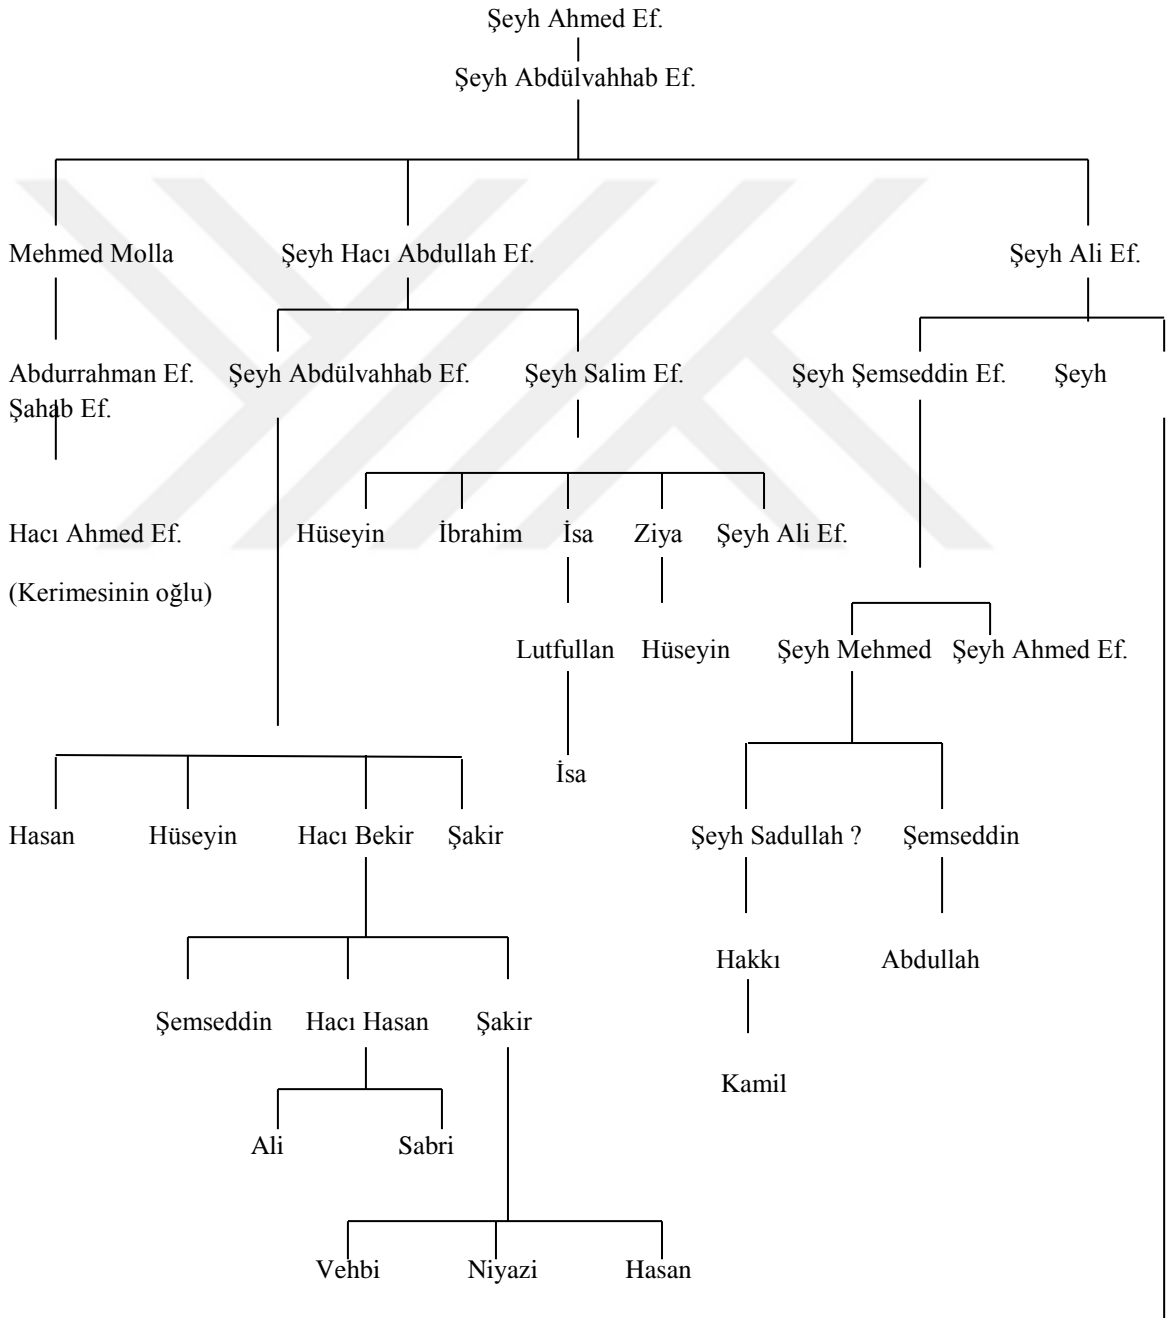 Şeyh Ahmed Ef.
Şeyh Abdülvahhab Ef.
Mehmed Molla Şeyh Hacı Abdullah Ef. Şeyh Ali Ef.
Abdurrahman Ef. Şeyh Abdülvahhab Ef. Şeyh Salim Ef. Şeyh Şemseddin Ef. Şeyh
Şahab Ef.
Hacı Ahmed Ef. Hüseyin İbrahim İsa Ziya Şeyh Ali Ef.
(Kerimesinin oğlu)
Lutfullan Hüseyin Şeyh Mehmed Şeyh Ahmed Ef.
İsa
Hasan Hüseyin Hacı Bekir Şakir Şeyh Sadullah ? Şemseddin
Hakkı Abdullah
Şemseddin Hacı Hasan Şakir
Kamil
Ali Sabri
Vehbi Niyazi Hasan